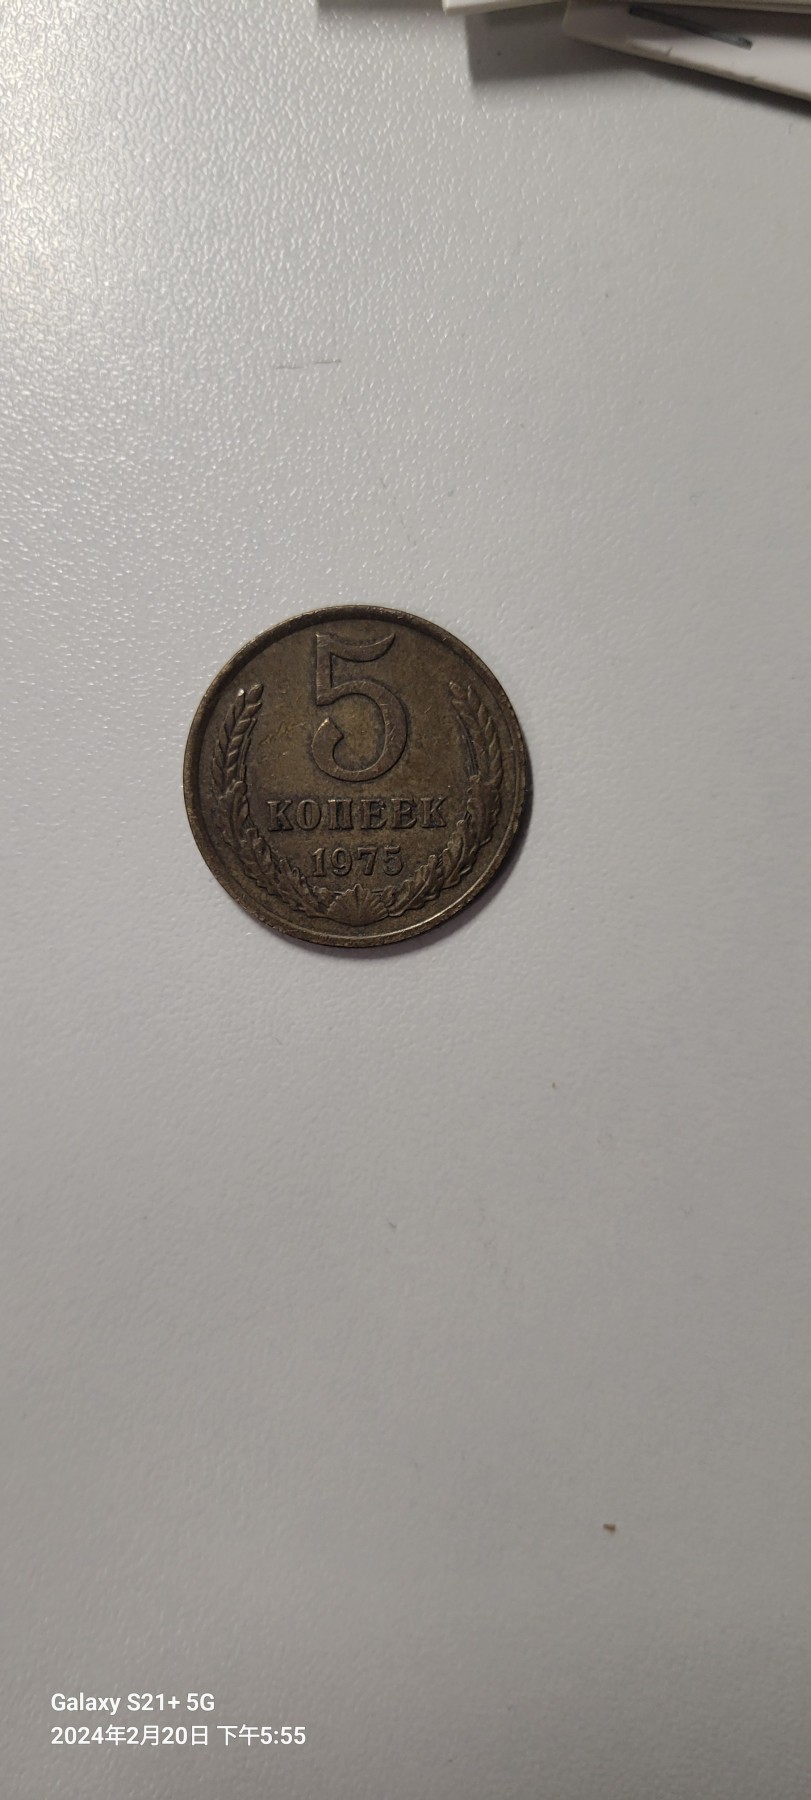 5
КОПЕЕК
1975
Galaxy S21+ 5G
2024年2月20日 下午5:55